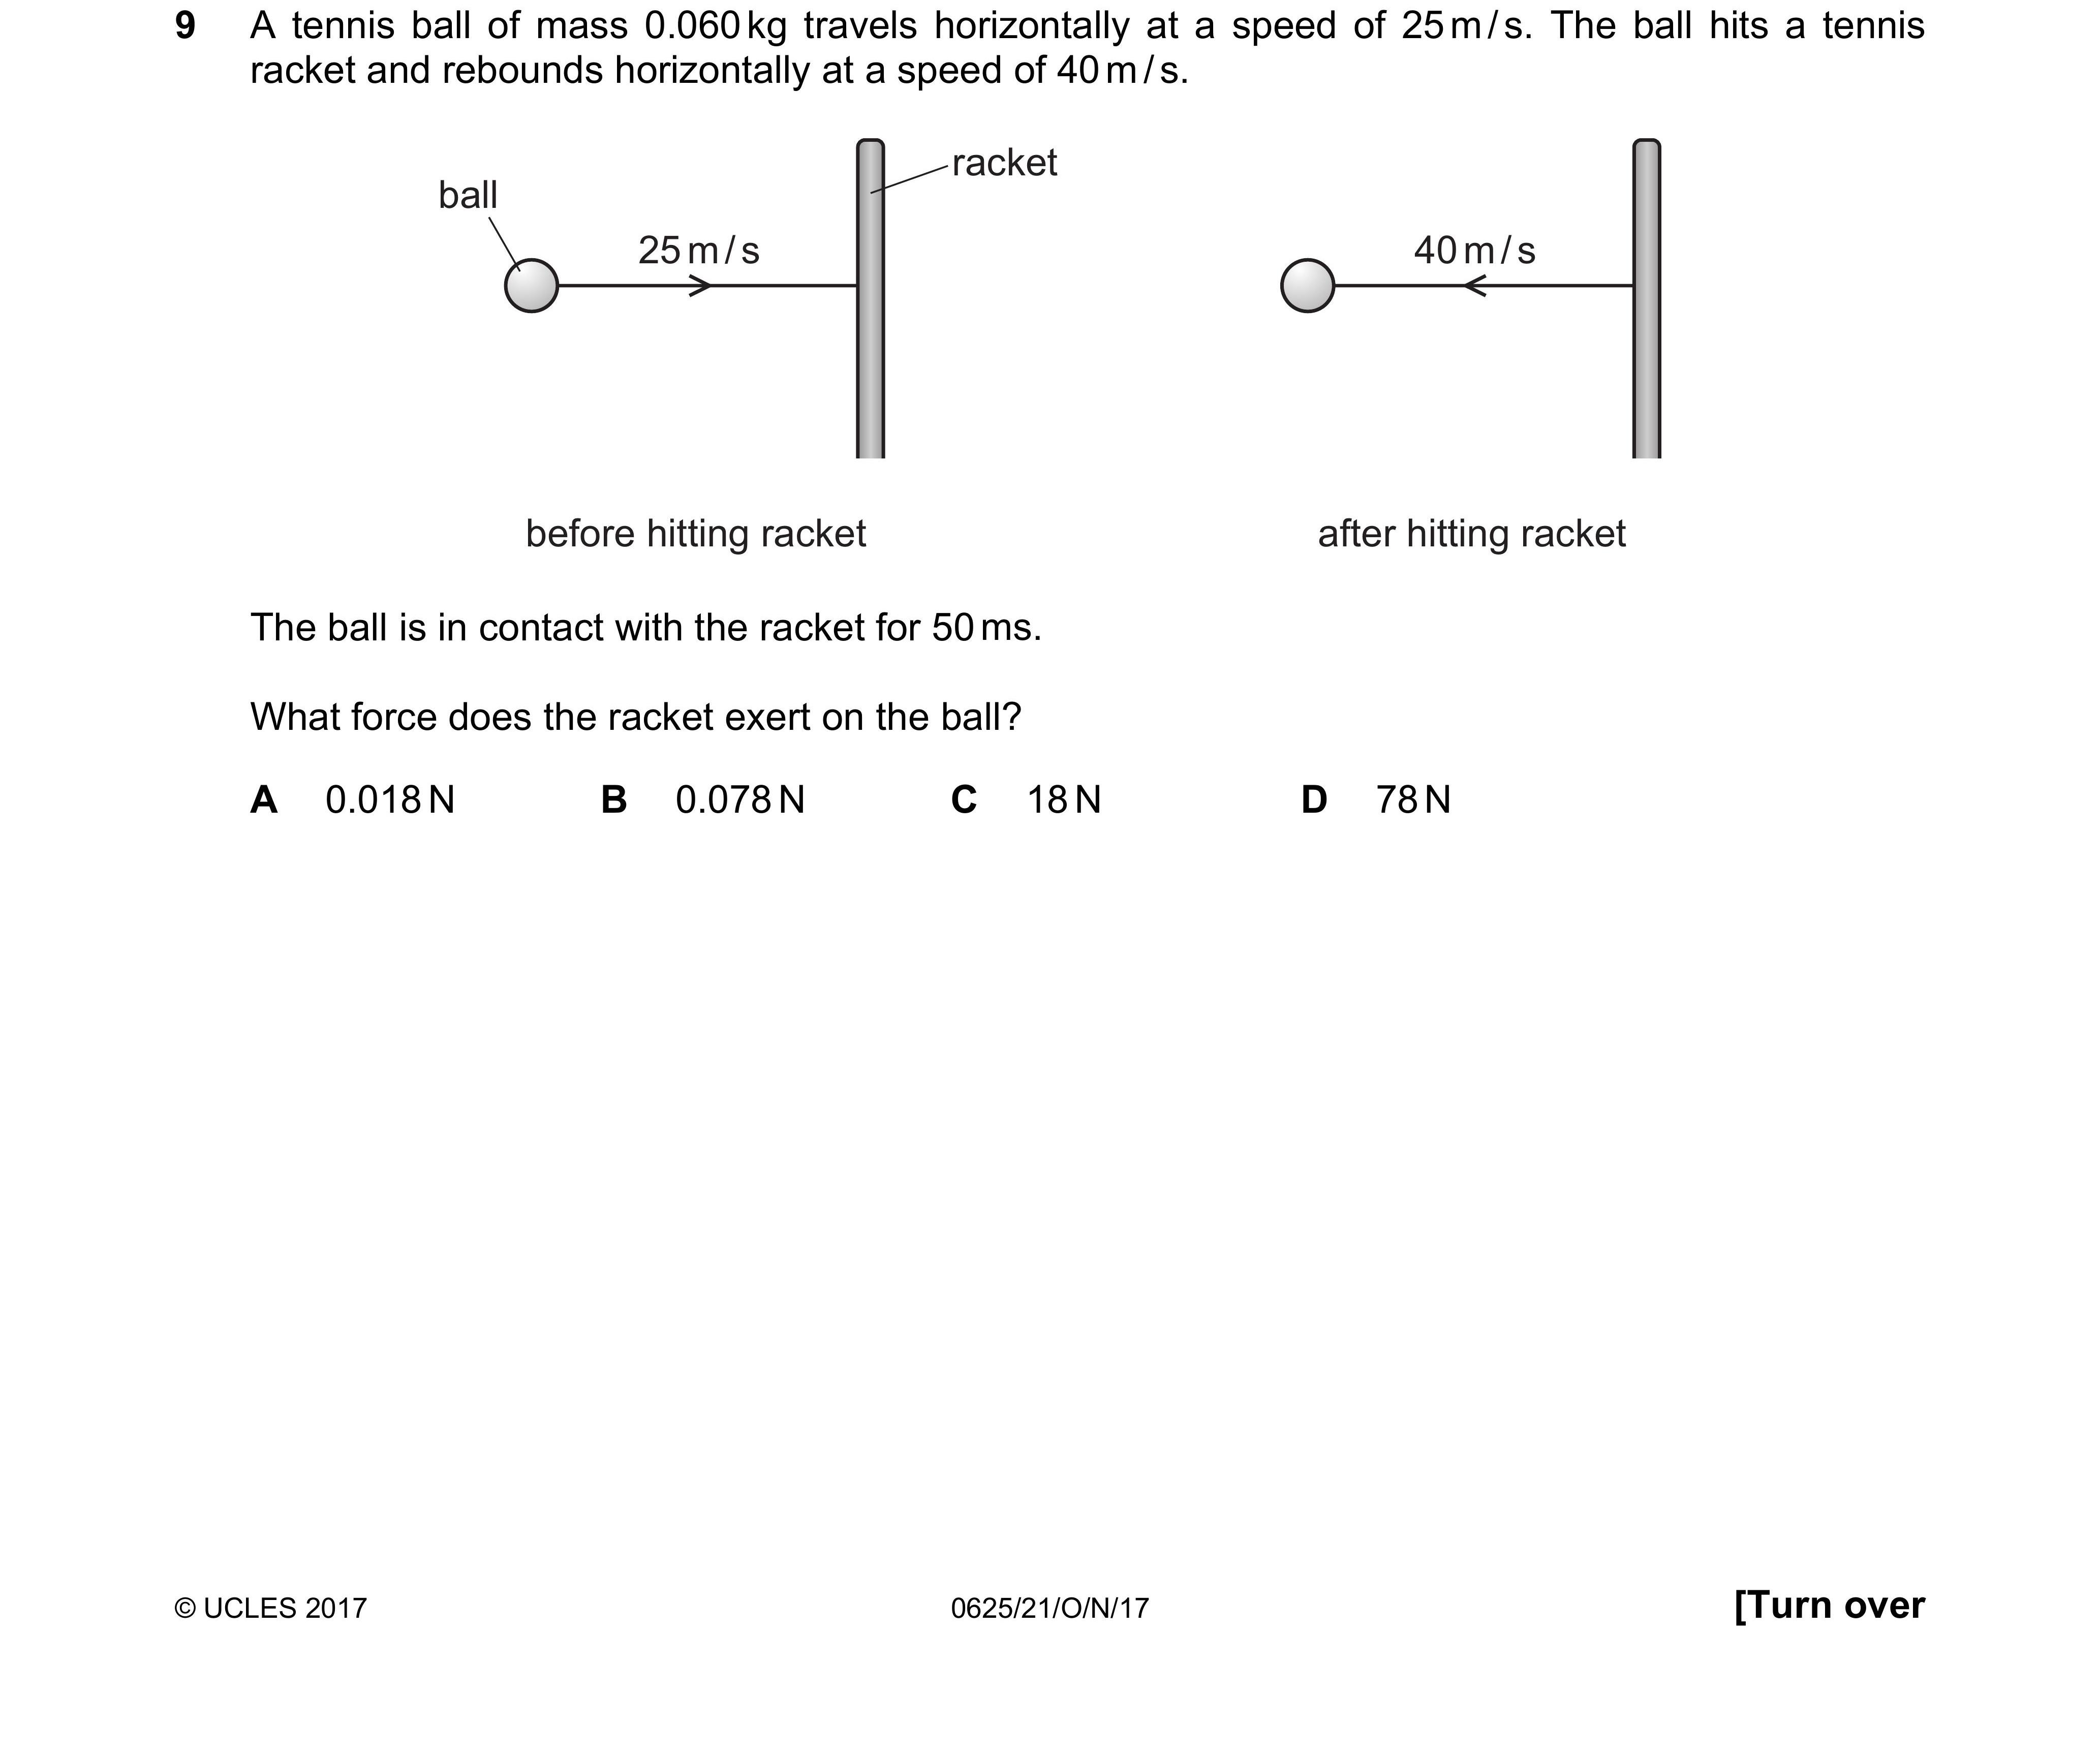 9 A tennis ball of mass 0.060 kg travels horizontally at a speed of 25 m / s. The ball hits a tennis
racket and rebounds horizontally at a speed of 40 m / s.
racket
ball
25 m / s
40 m / s
before hitting racket
after hitting racket
The ball is in contact with the racket for 50 ms.
What force does the racket exert on the ball?
A 0.018 N B 0.078 N C 18 N D 78 N
© UCLES 2017 0625/21/O/N/17 [Turn over